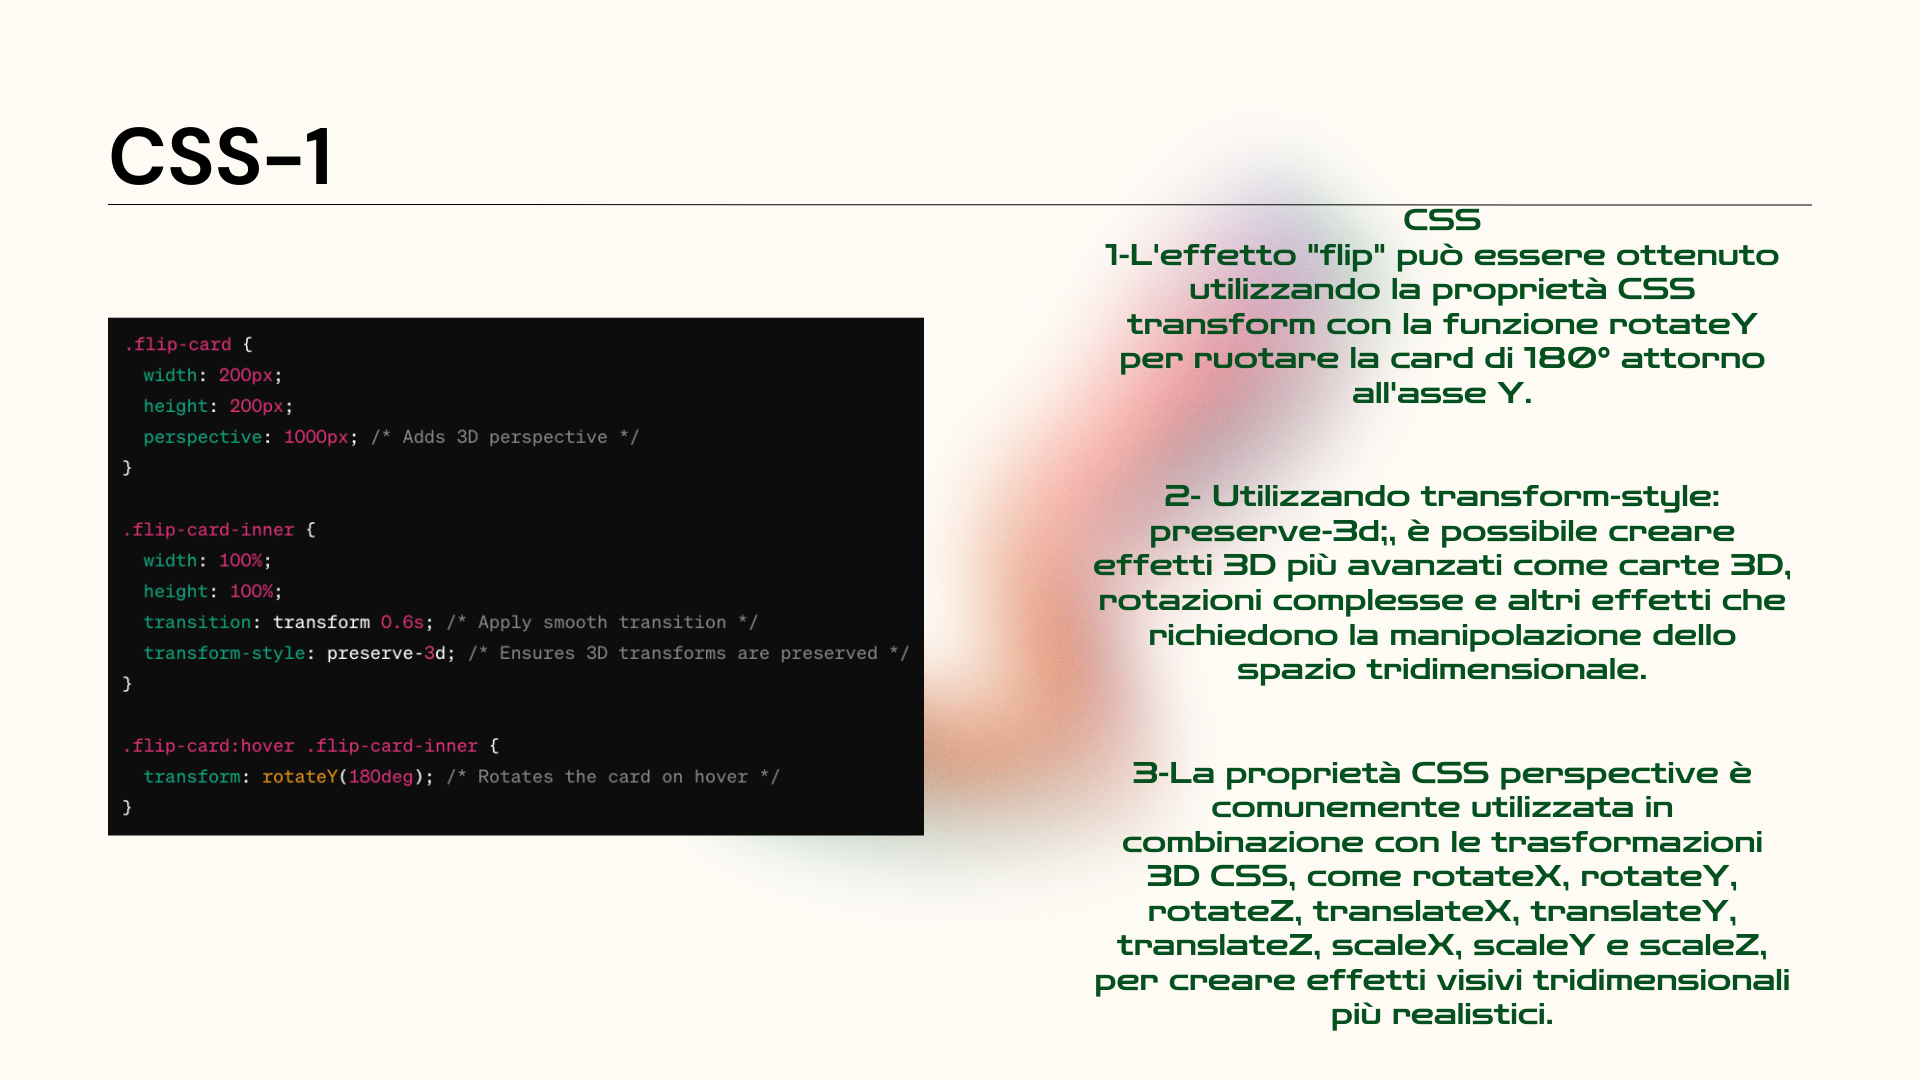 CSS–1
.flip-card {
  width: 200px;
  height: 200px;
  perspective: 1000px; /* Adds 3D perspective */
}
.flip-card-inner {
  width: 100%;
  height: 100%;
  transition: transform 0.6s; /* Apply smooth transition */
  transform-style: preserve-3d; /* Ensures 3D transforms are preserved */
}
.flip-card:hover .flip-card-inner {
  transform: rotateY(180deg); /* Rotates the card on hover */
}
CSS
1-L'effetto "flip" può essere ottenuto
utilizzando la proprietà CSS
transform con la funzione rotateY
per ruotare la card di 180° attorno
all'asse Y.
2- Utilizzando transform-style:
preserve-3d;, è possibile creare
effetti 3D più avanzati come carte 3D,
rotazioni complesse e altri effetti che
richiedono la manipolazione dello
spazio tridimensionale.
3-La proprietà CSS perspective è
comunemente utilizzata in
combinazione con le trasformazioni
3D CSS, come rotateX, rotateY,
rotateZ, translateX, translateY,
translateZ, scaleX, scaleY e scaleZ,
per creare effetti visivi tridimensionali
più realistici.